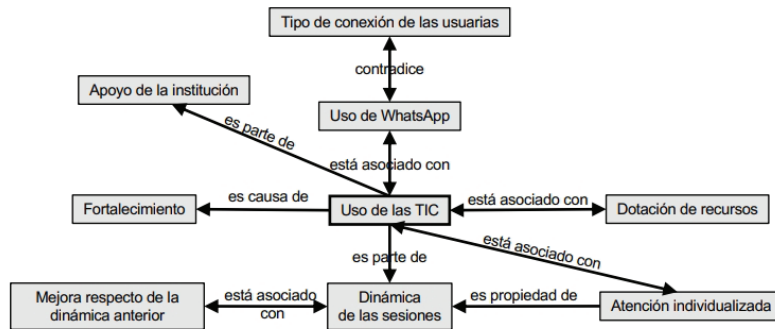 Tipo de conexión de las usuarias
contradice
Apoyo de la institución
Uso de WhatsApp
es parte de
está asociado con
Fortalecimiento
es causa de
Uso de las TIC
está asociado con
Dotación de recursos
está asociado con
es parte de
Mejora respecto de la
dinámica anterior
está asociado
con
Dinámica
de las sesiones
es propiedad de
Atención individualizada